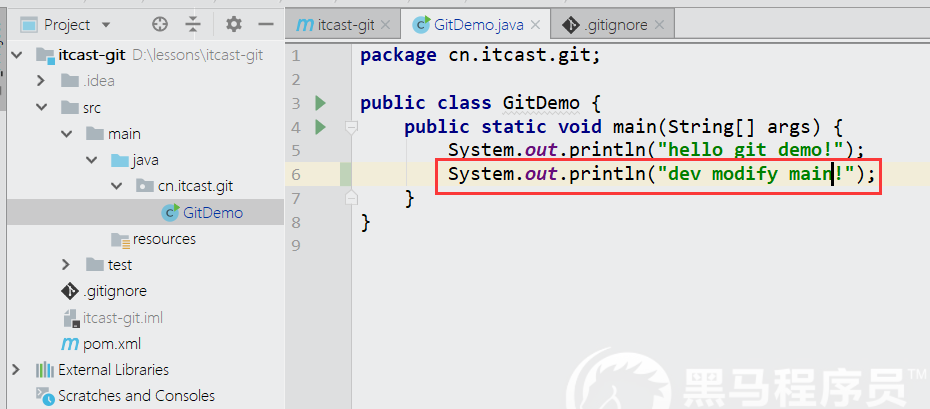 Project
itcast-git
GitDemo.java
.gitignore
itcast-git D:\lessons\itcast-git
.idea
src
main
java
cn.itcast.git
GitDemo
resources
test
.gitignore
itcast-git.iml
pom.xml
External Libraries
Scratches and Consoles
1 package cn.itcast.git;
2
3 public class GitDemo {
4 public static void main(String[] args) {
5 System.out.println("hello git demo!");
6 System.out.println("dev modify main!");
7 }
8 }
9
黑马程序员™